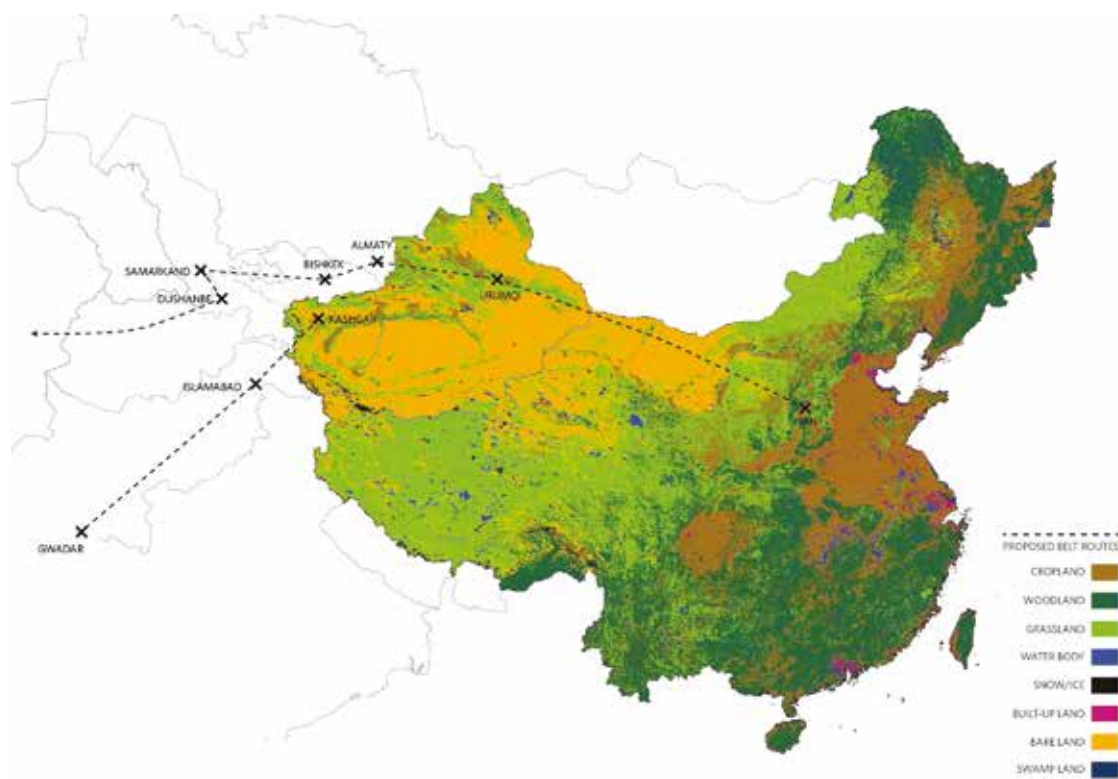 ALMATY
BISHKEK
SAMARKAND
URUMQI
DUSHANBE
KASHGAR
ISLAMABAD
GWADAR
PROPOSED BELT ROUTES
CROPLAND
WOODLAND
GRASSLAND
WATER BODY
SNOW/ICE
BUILT-UP LAND
BARE LAND
SWAMP LAND